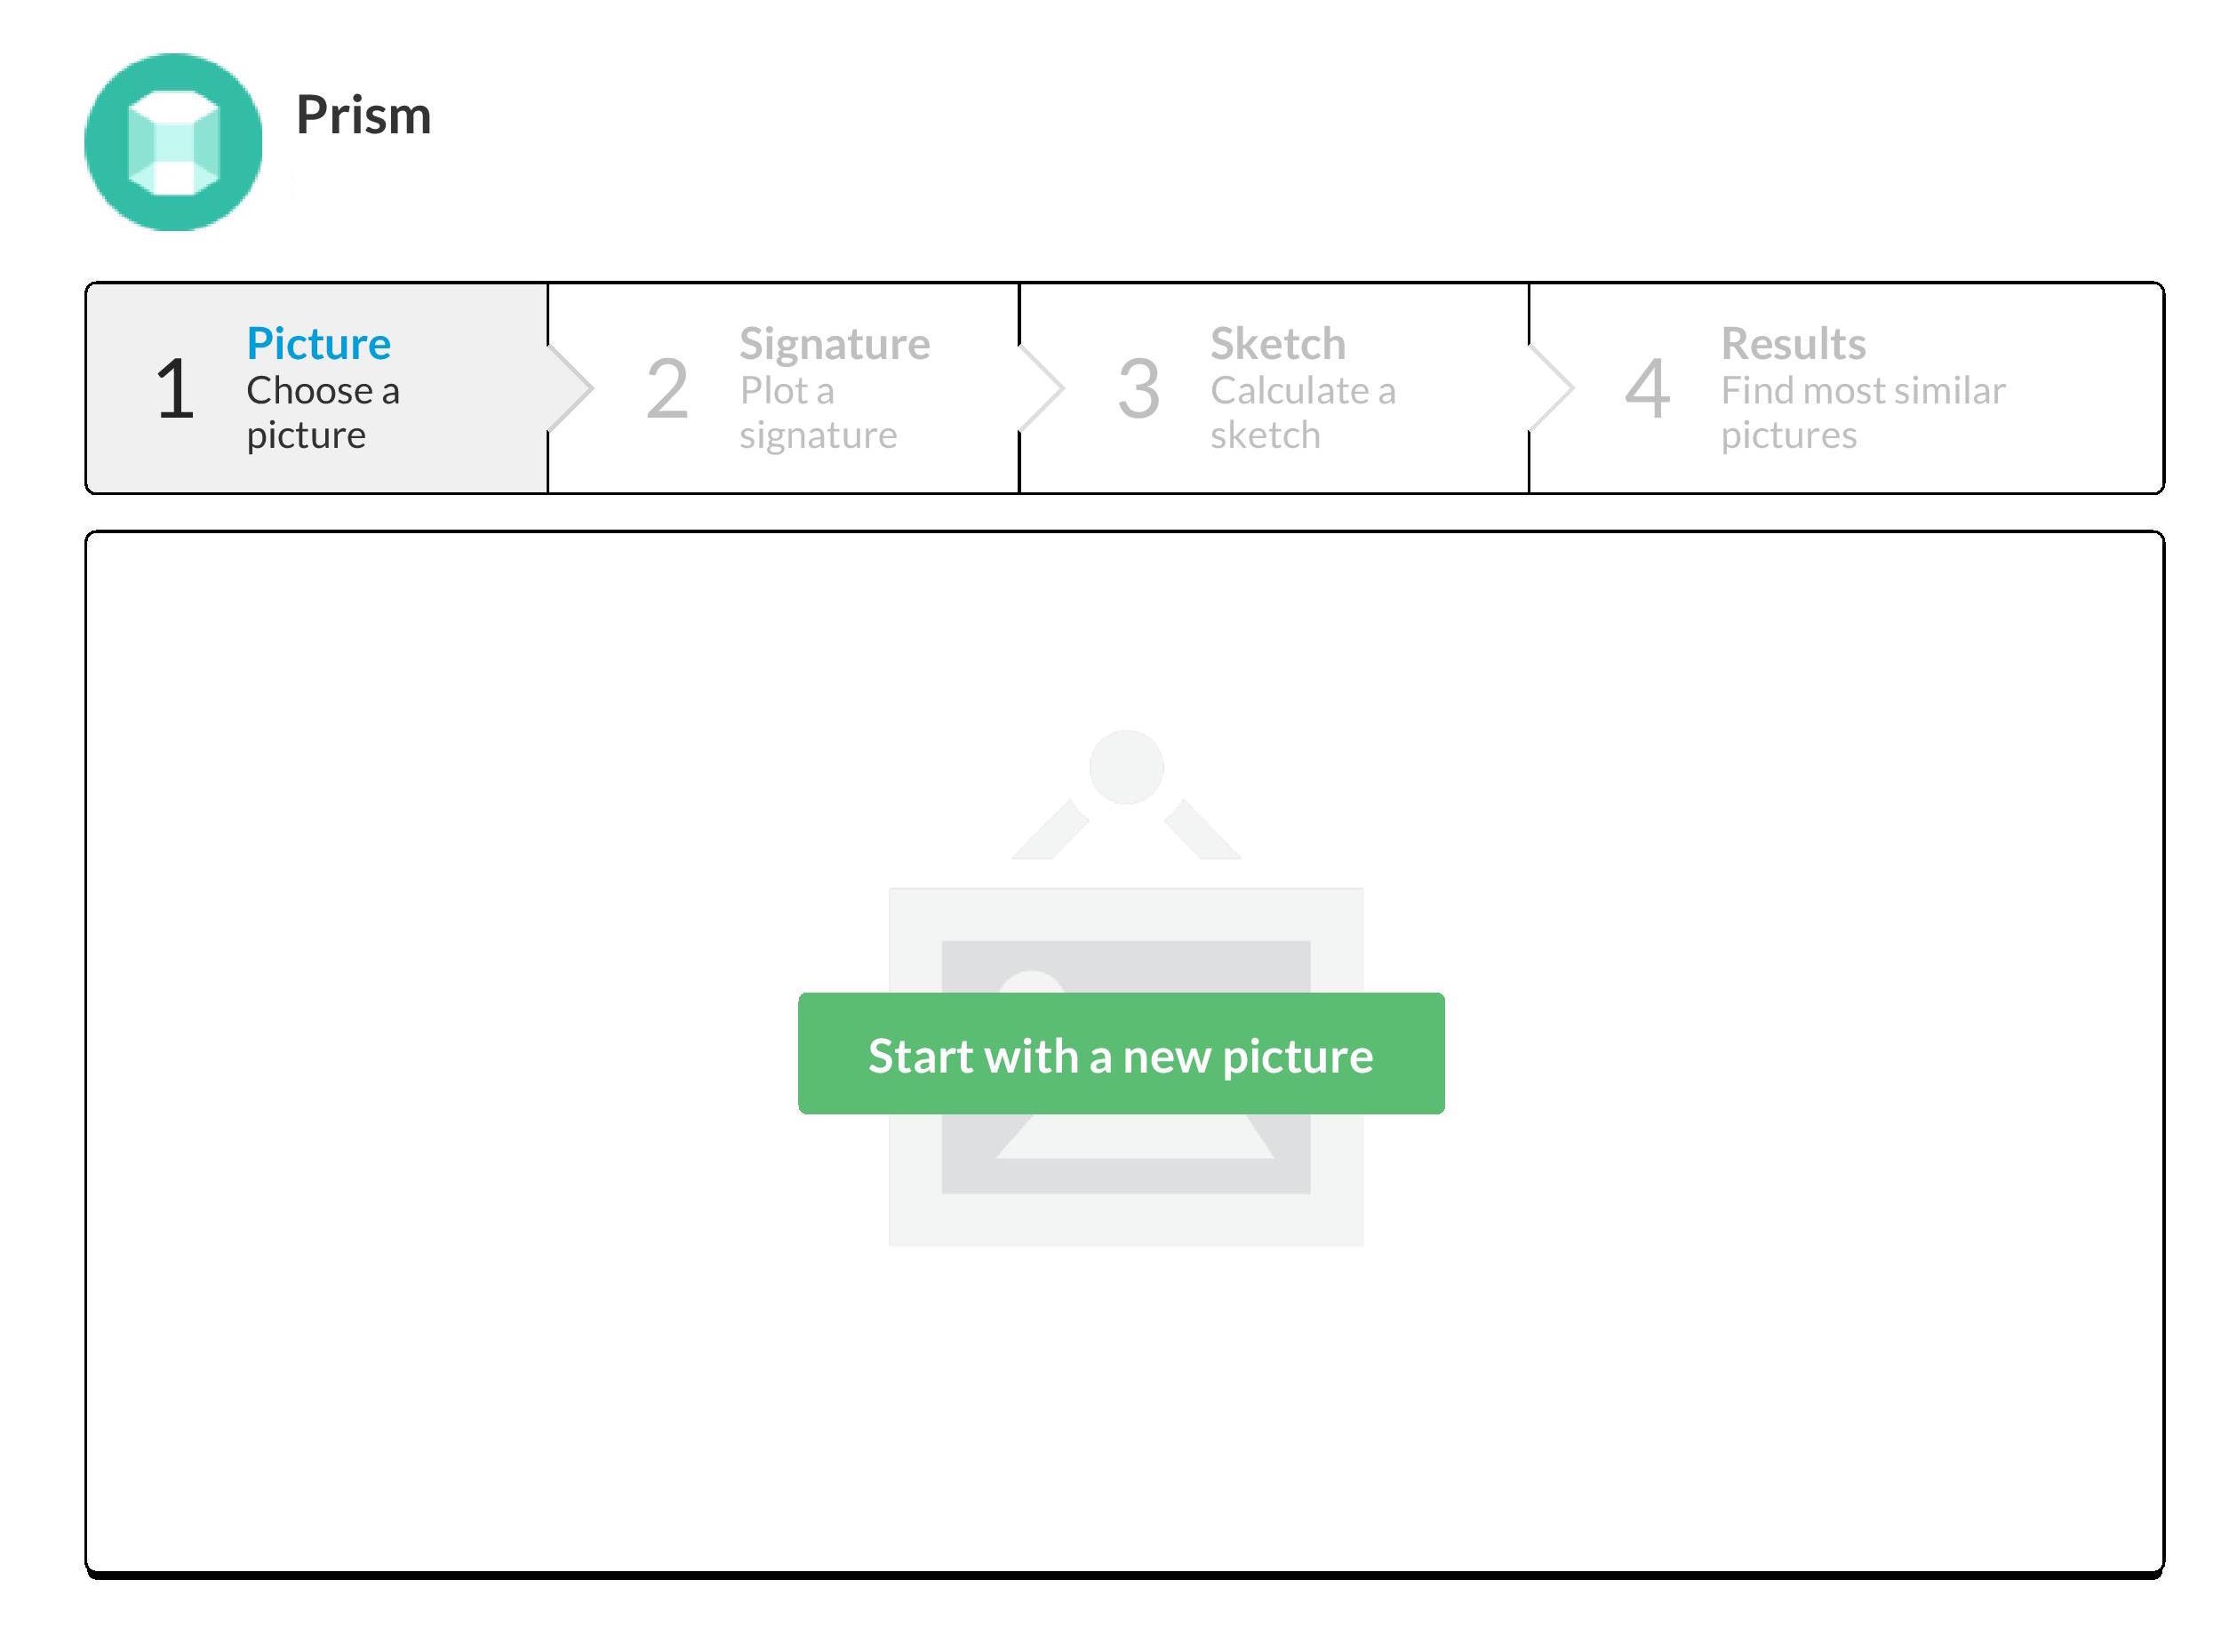 Prism
1
Picture
Choose a
picture
2
Signature
Plot a
signature
3
Sketch
Calculate a
sketch
4
Results
Find most similar
pictures
Start with a new picture